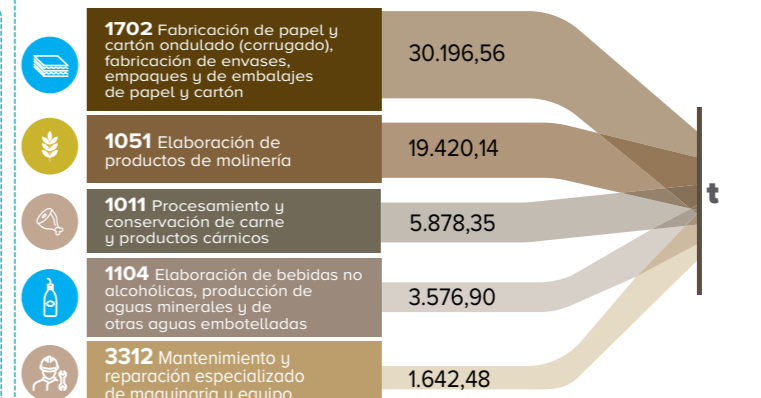 1702 Fabricación de papel y
cartón ondulado (corrugado),
fabricación de envases,
empaques y de embalajes
de papel y cartón
30.196,56
1051 Elaboración de
productos de molinería
19.420,14
1011 Procesamiento y
conservación de carne
y productos cárnicos
5.878,35
t
1104 Elaboración de bebidas no
alcohólicas, producción de
aguas minerales y de
otras aguas embotelladas
3.576,90
3312 Mantenimiento y
reparación especializado
de maquinaria y equipo
1.642,48